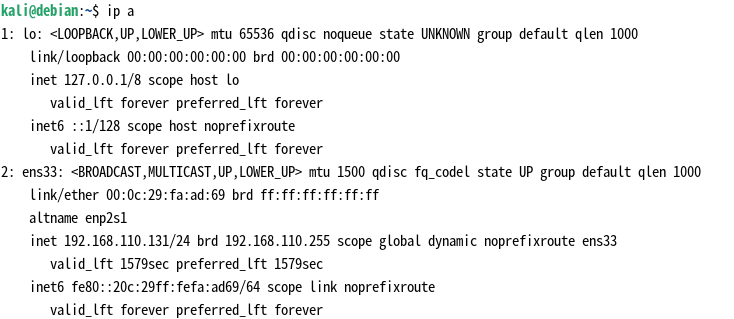 kali@debian:~$ ip a
1: lo: <LOOPBACK,UP,LOWER_UP> mtu 65536 qdisc noqueue state UNKNOWN group default qlen 1000
    link/loopback 00:00:00:00:00:00 brd 00:00:00:00:00:00
    inet 127.0.0.1/8 scope host lo
       valid_lft forever preferred_lft forever
    inet6 ::1/128 scope host noprefixroute
       valid_lft forever preferred_lft forever
2: ens33: <BROADCAST,MULTICAST,UP,LOWER_UP> mtu 1500 qdisc fq_codel state UP group default qlen 1000
    link/ether 00:0c:29:fa:ad:69 brd ff:ff:ff:ff:ff:ff
    altname enp2s1
    inet 192.168.110.131/24 brd 192.168.110.255 scope global dynamic noprefixroute ens33
       valid_lft 1579sec preferred_lft 1579sec
    inet6 fe80::20c:29ff:fefa:ad69/64 scope link noprefixroute
       valid_lft forever preferred_lft forever